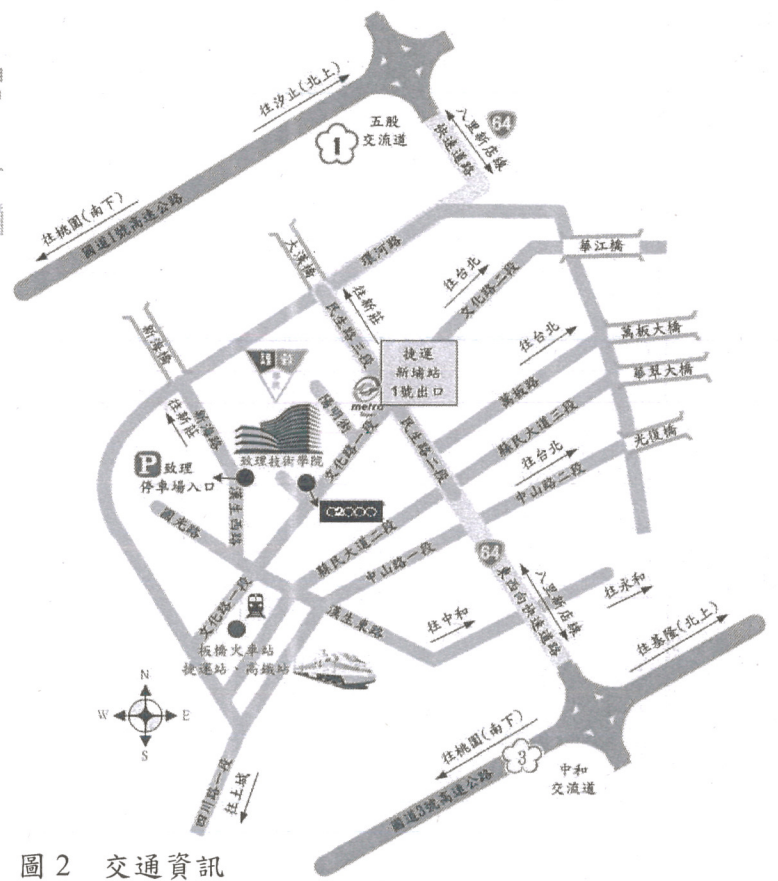 往汐止(北上)
五股
交流道
1
64
八里新店線
快速道路
往桃園(南下)
國道1號高速公路
大漢橋
環河路
華江橋
往新莊
往台北
文化路二段
新海橋
民生路三段
捷運
新埔站
1號出口
往台北
萬板大橋
萬板路
華翠大橋
陽明街
metro
往新莊
新海路
文化路一段
民生路二段
縣民大道三段
往台北
光復橋
致理技術學院
P 致理
停車場入口
漢生西路
中山路二段
國光路
縣民大道二段
中山路一段
64
東西向快速道路
八里新店線
文化路一段
漢生東路
往中和
往永和
板橋火車站
捷運站、高鐵站
往基隆(北上)
N
W
E
S
往桃園(南下)
3
中和
交流道
國道3號高速公路
四川路一段
往土城
圖 2 交通資訊